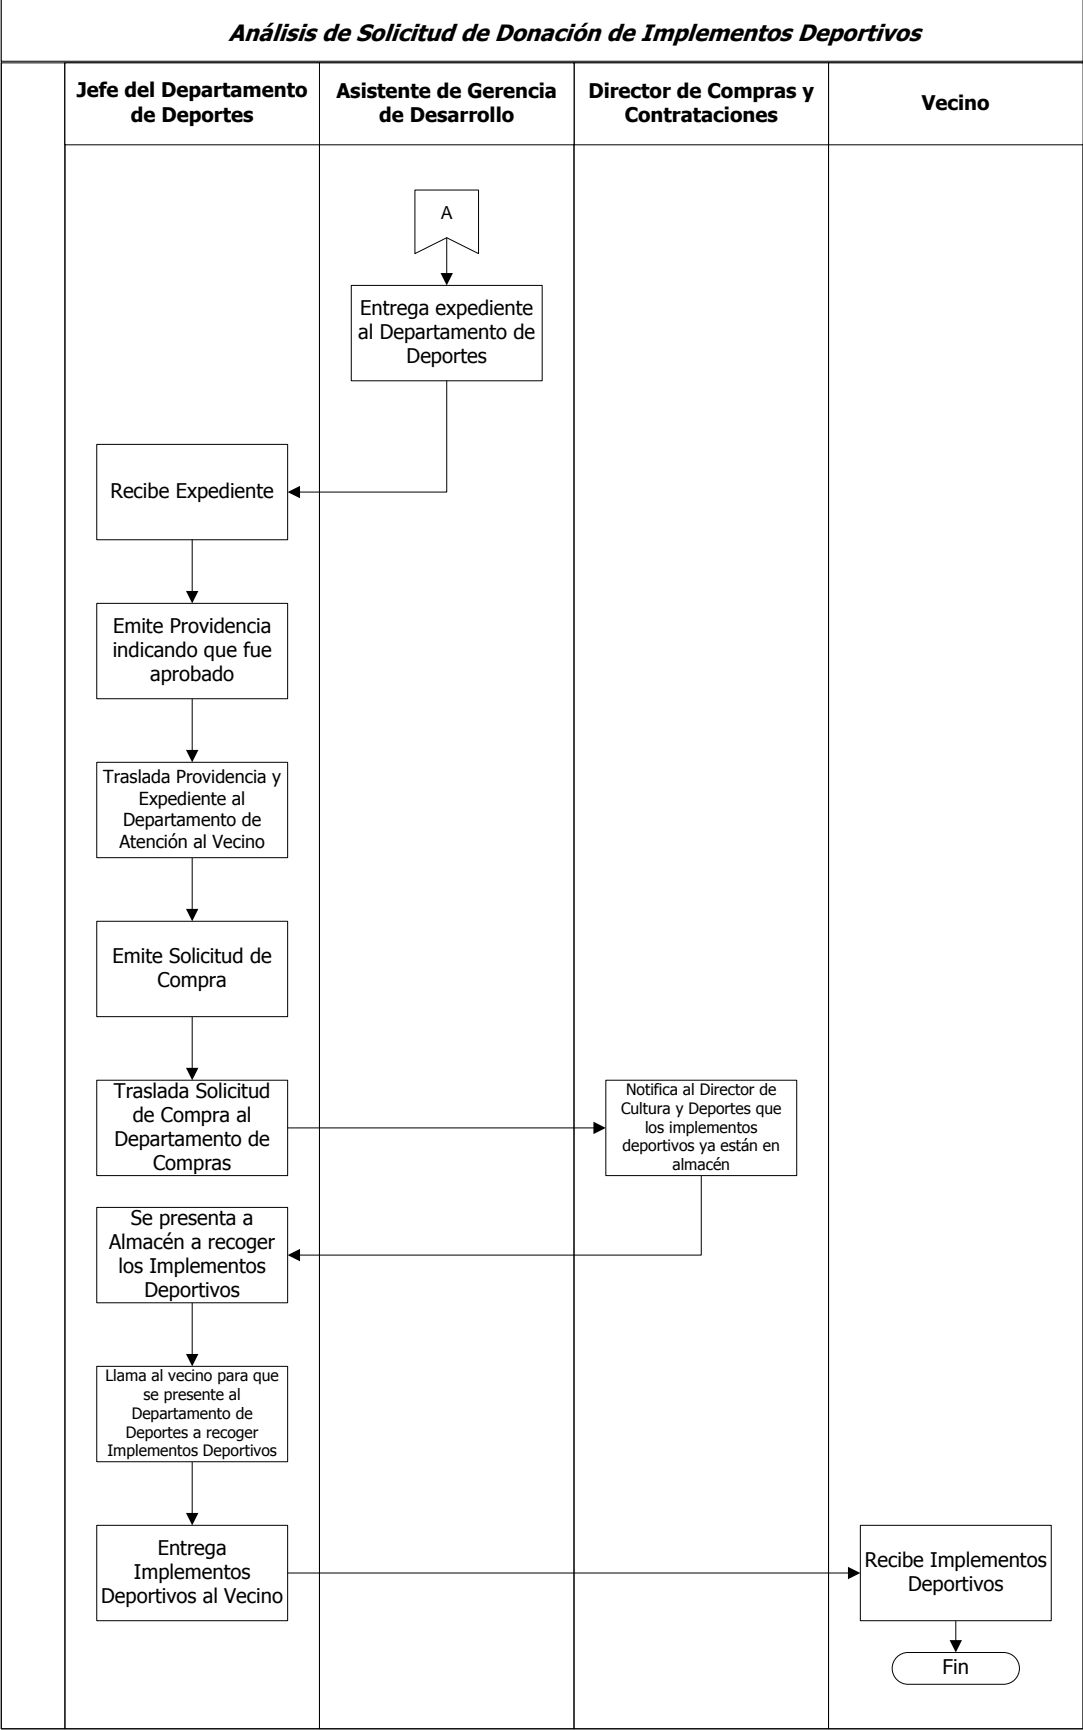 Análisis de Solicitud de Donación de Implementos Deportivos
Jefe del Departamento
de Deportes
Asistente de Gerencia
de Desarrollo
Director de Compras y
Contrataciones
Vecino
A
Entrega expediente
al Departamento de
Deportes
Recibe Expediente
Emite Providencia
indicando que fue
aprobado
Traslada Providencia y
Expediente al
Departamento de
Atención al Vecino
Emite Solicitud de
Compra
Traslada Solicitud
de Compra al
Departamento de
Compras
Notifica al Director de
Cultura y Deportes que
los implementos
deportivos ya están en
almacén
Se presenta a
Almacén a recoger
los Implementos
Deportivos
Llama al vecino para que
se presente al
Departamento de
Deportes a recoger
Implementos Deportivos
Entrega
Implementos
Deportivos al Vecino
Recibe Implementos
Deportivos
Fin